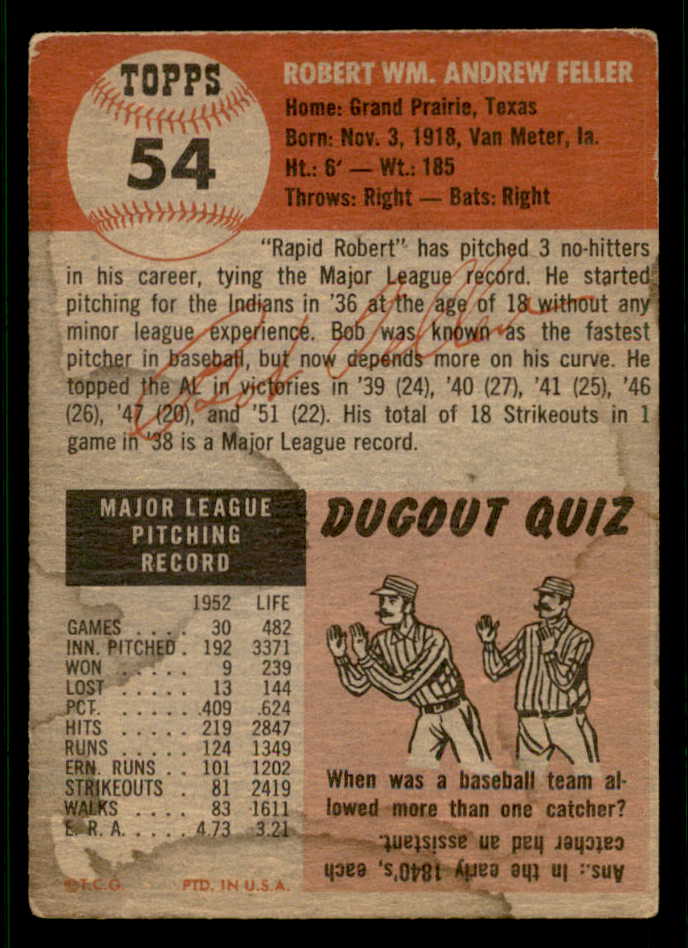 TOPPS
54
ROBERT WM. ANDREW FELLER
Home: Grand Prairie, Texas
Born: Nov. 3, 1918, Van Meter, Ia.
Ht.: 6' — Wt.: 185
Throws: Right — Bats: Right
"Rapid Robert" has pitched 3 no-hitters
in his career, tying the Major League record. He started
pitching for the Indians in '36 at the age of 18 without any
minor league experience. Bob was known as the fastest
pitcher in baseball, but now depends more on his curve. He
topped the AL in victories in '39 (24), '40 (27), '41 (25), '46
(26), '47 (20), and '51 (22). His total of 18 Strikeouts in 1
game in '38 is a Major League record.
Bob Feller
MAJOR LEAGUE
PITCHING
RECORD
1952 LIFE
GAMES . . . . 30 482
INN. PITCHED . 192 3371
WON . . . . . 9 239
LOST . . . . . 13 144
PCT. . . . . . .409 .624
HITS . . . . . 219 2847
RUNS . . . . . 124 1349
ERN. RUNS . . 101 1202
STRIKEOUTS . 81 2419
WALKS . . . . 83 1611
E. R. A. . . . . 4.73 3.21
©T.C.G. PTD. IN U.S.A.
DUGOUT QUIZ
When was a baseball team al-
lowed more than one catcher?
Ans.: In the early 1840's, each
catcher had an assistant.